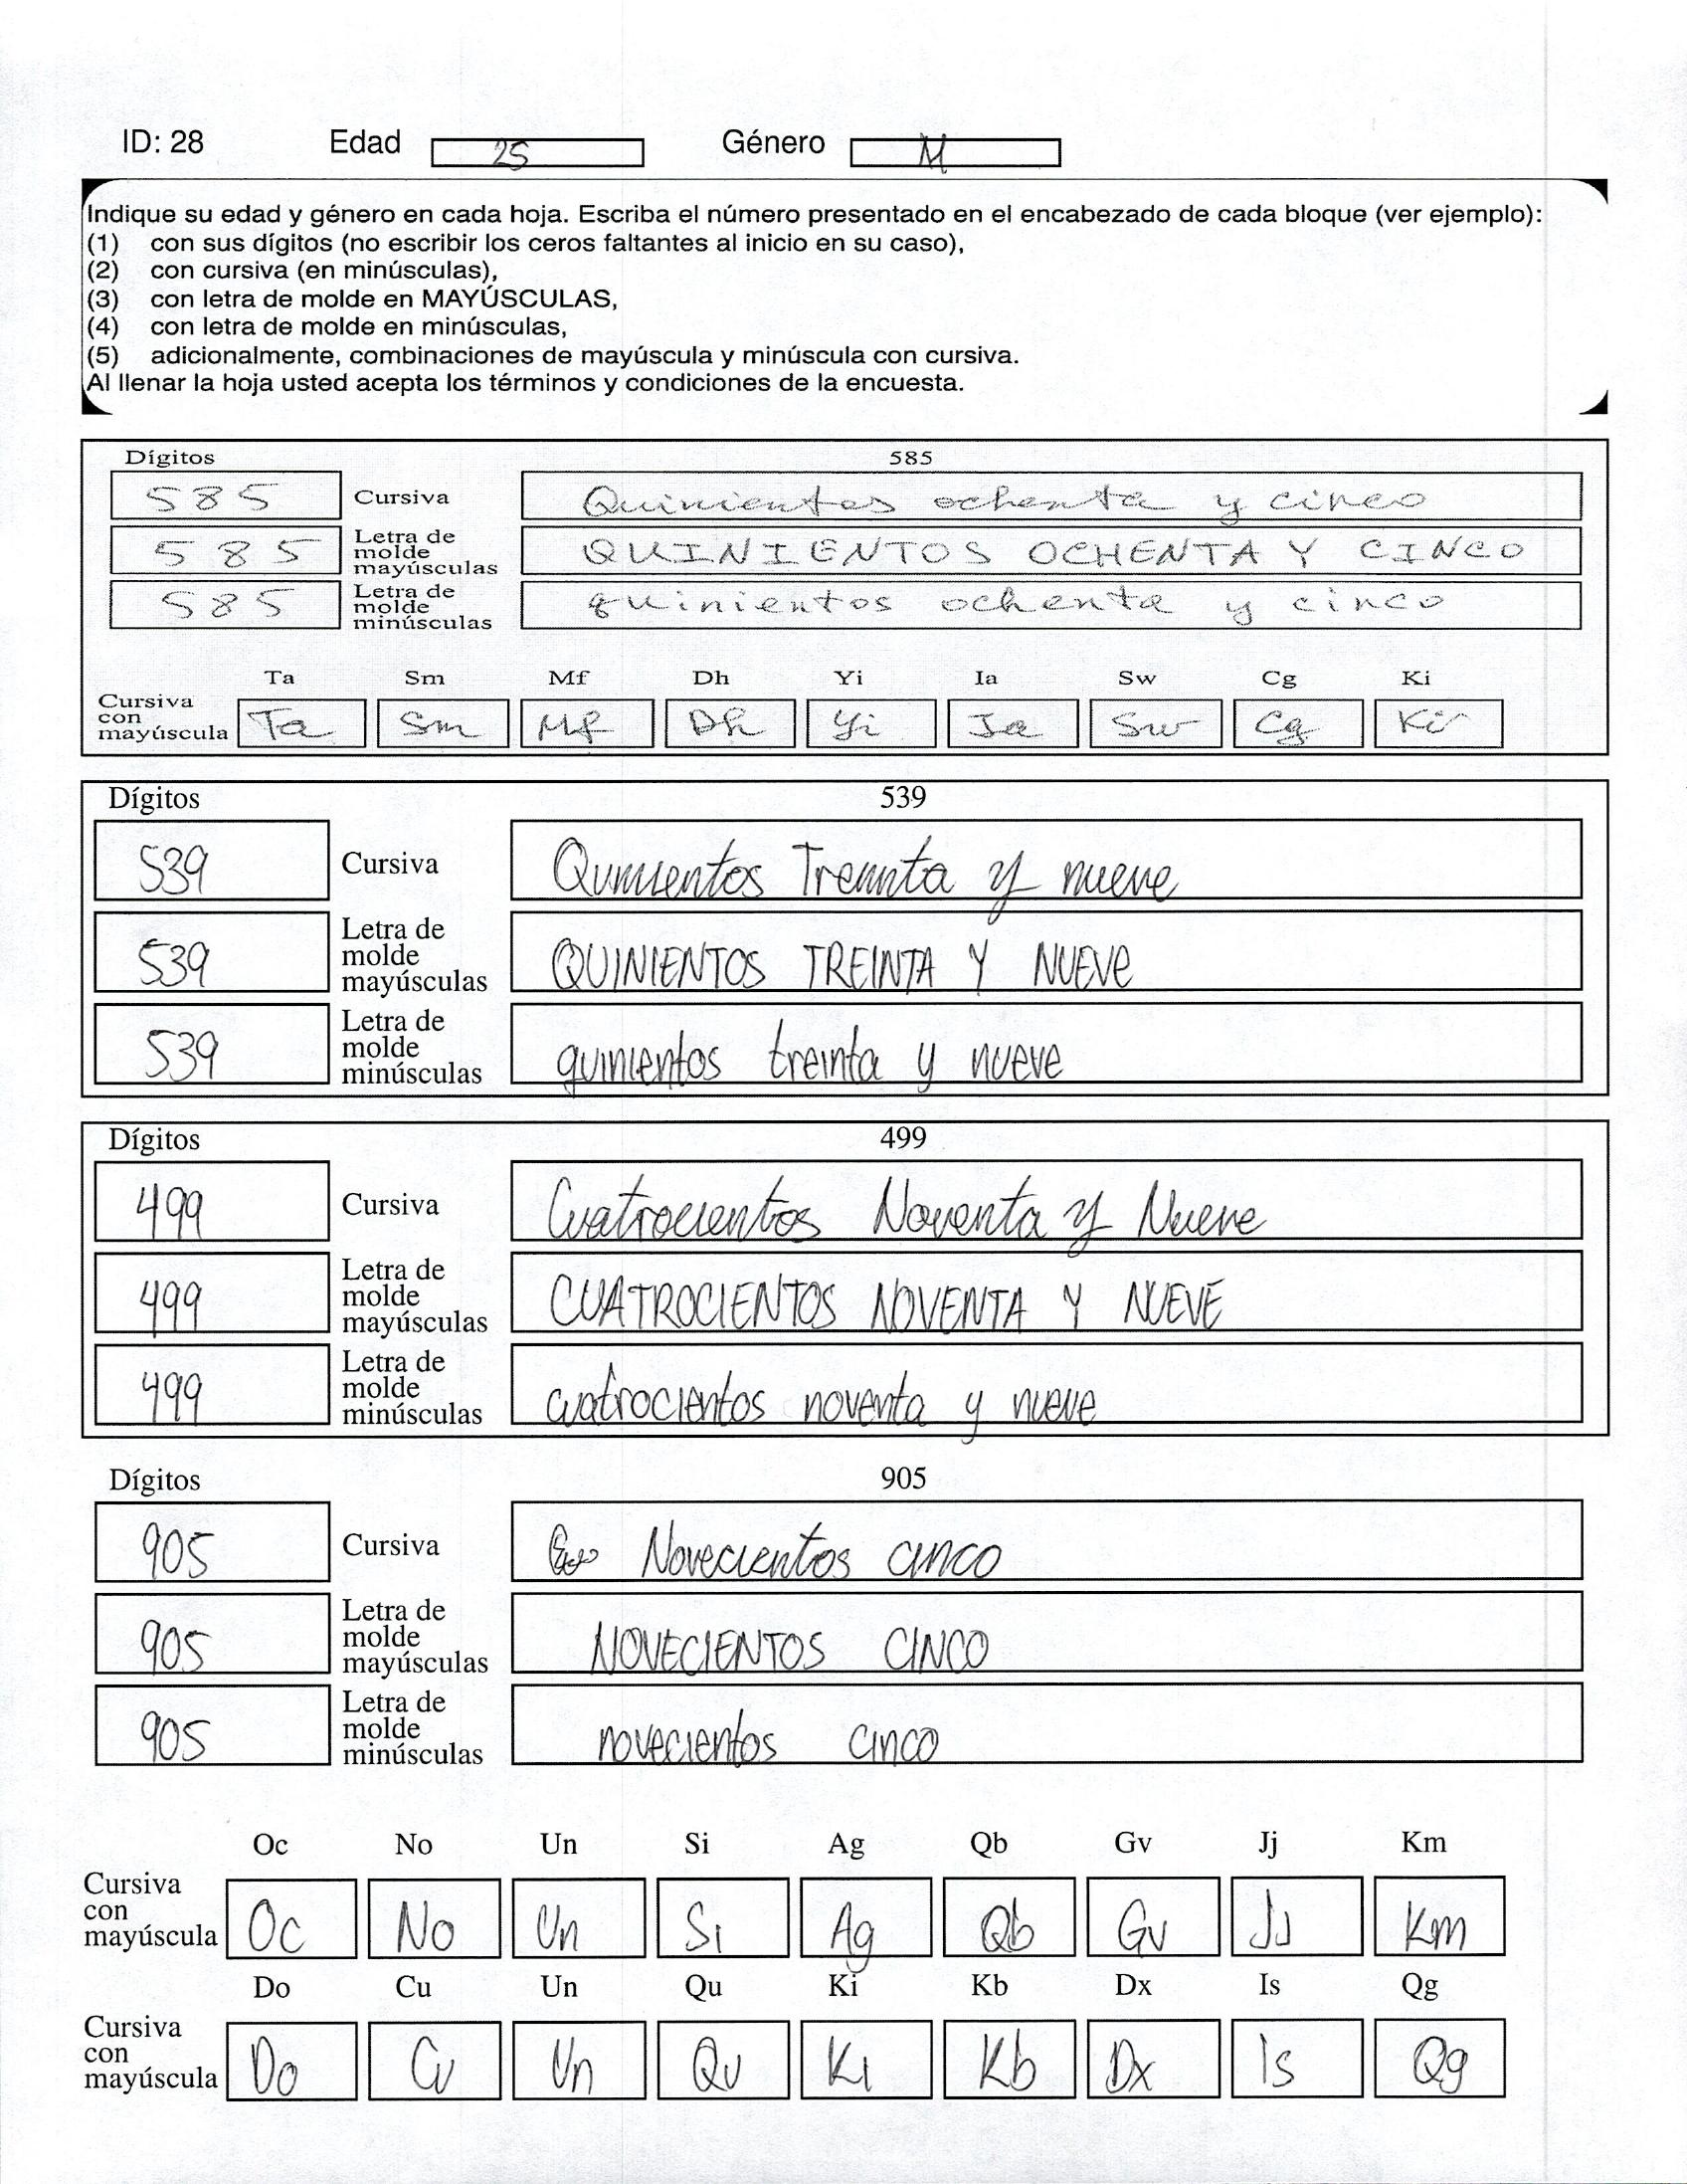 ID: 28 Edad 25 Género M
Indique su edad y género en cada hoja. Escriba el número presentado en el encabezado de cada bloque (ver ejemplo):
(1) con sus dígitos (no escribir los ceros faltantes al inicio en su caso),
(2) con cursiva (en minúsculas),
(3) con letra de molde en MAYÚSCULAS,
(4) con letra de molde en minúsculas,
(5) adicionalmente, combinaciones de mayúscula y minúscula con cursiva.
Al llenar la hoja usted acepta los términos y condiciones de la encuesta.
Dígitos 585
585 Cursiva Quinientos ochenta y cinco
585 Letra de molde mayúsculas QUINIENTOS OCHENTA Y CINCO
585 Letra de molde minúsculas quinientos ochenta y cinco
Ta Sm Mf Dh Yi Ia Sw Cg Ki
Cursiva con mayúscula Ta Sm Mf Dh Yi Ia Sw Cg Ki
Dígitos 539
539 Cursiva Quinientos Treinta y nueve
539 Letra de molde mayúsculas QUINIENTOS TREINTA Y NUEVE
539 Letra de molde minúsculas quinientos treinta y nueve
Dígitos 499
499 Cursiva Cuatrocientos Noventa y Nueve
499 Letra de molde mayúsculas CUATROCIENTOS NOVENTA Y NUEVE
499 Letra de molde minúsculas cuatrocientos noventa y nueve
Dígitos 905
905 Cursiva Novecientos cinco
905 Letra de molde mayúsculas NOVECIENTOS CINCO
905 Letra de molde minúsculas novecientos cinco
Oc No Un Si Ag Qb Gv Jj Km
Cursiva con mayúscula Oc No Un Si Ag Qb Gv Jj Km
Do Cu Un Qu Ki Kb Dx Is Qg
Cursiva con mayúscula Do Cu Un Qu Ki Kb Dx Is Qg